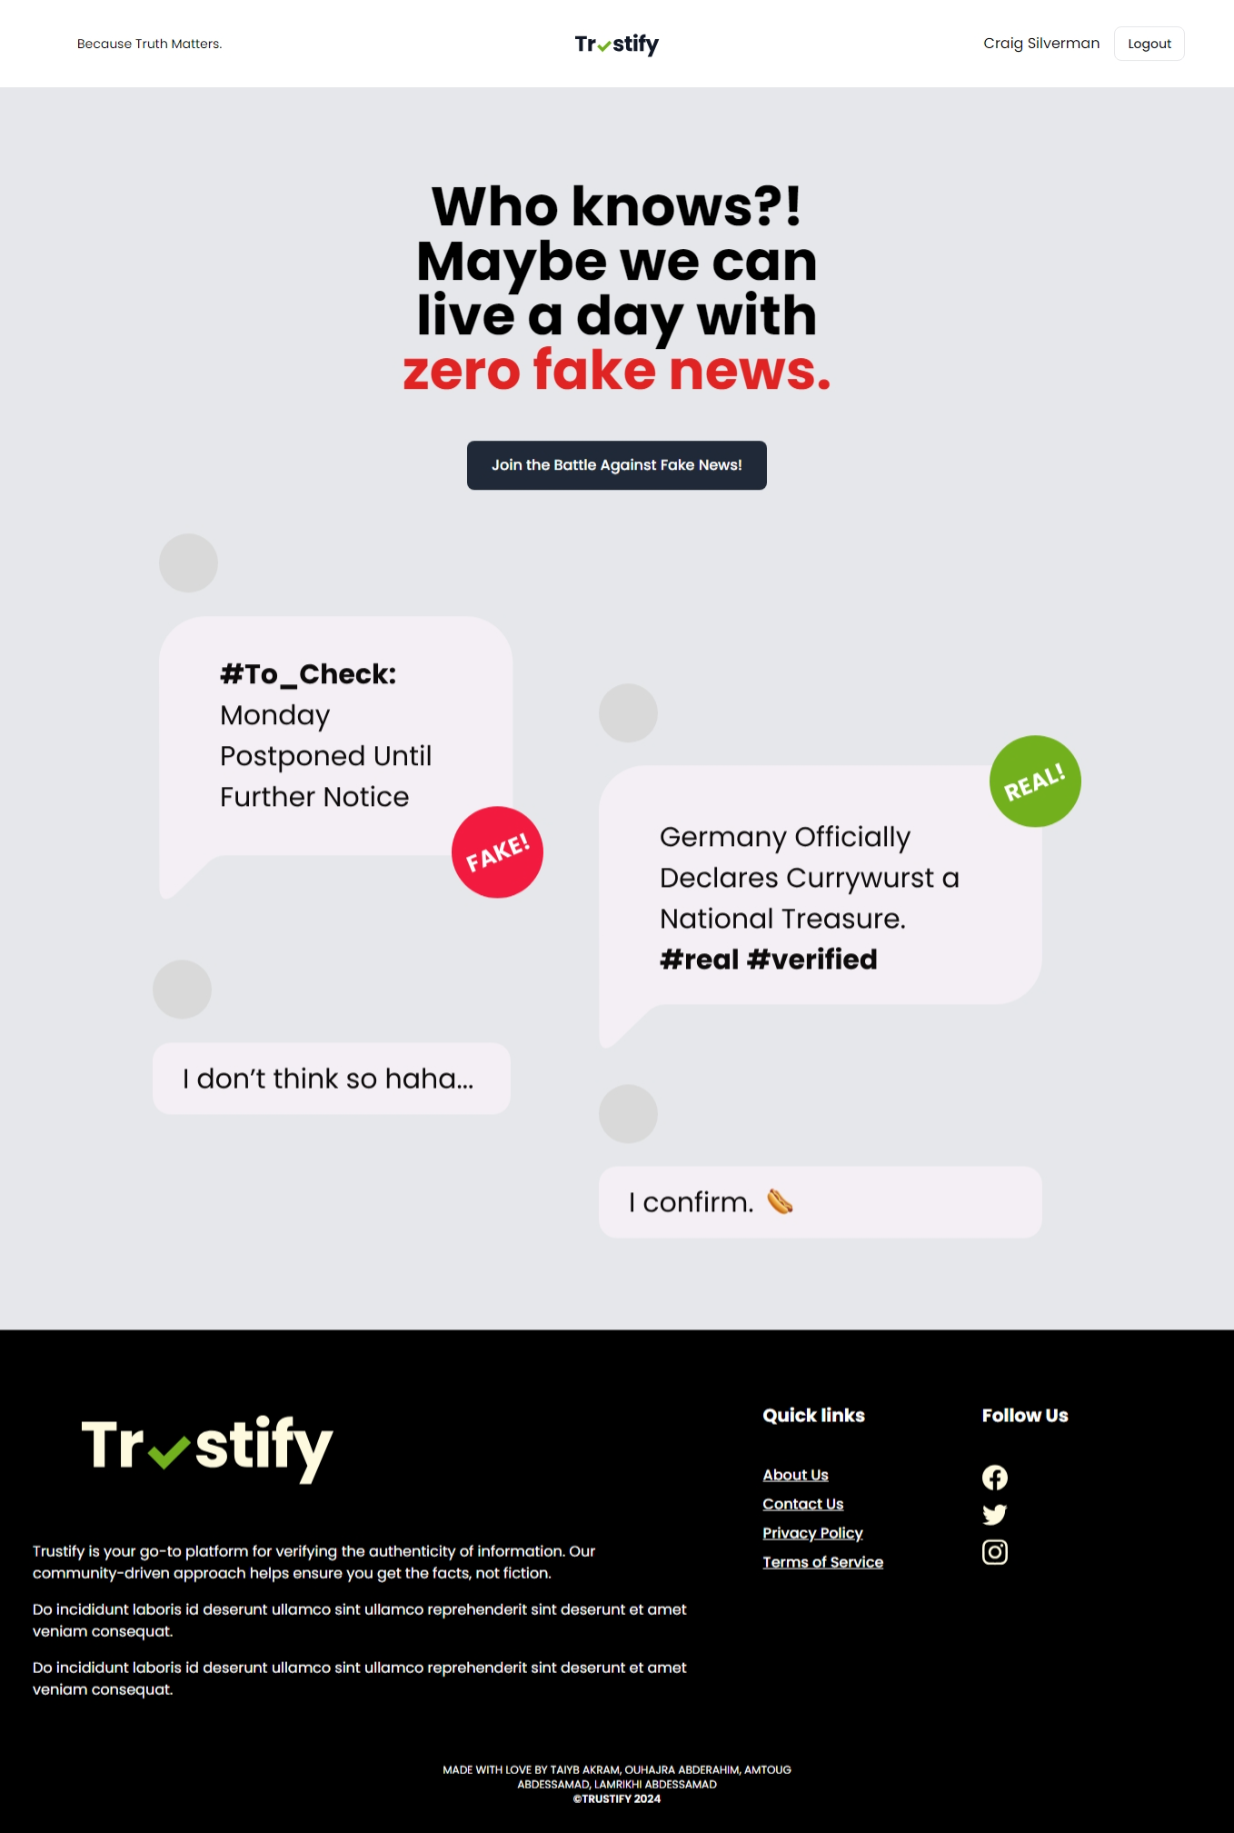 Because Truth Matters.
Trustify
Craig Silverman
Logout
Who knows?!
Maybe we can
live a day with
zero fake news.
Join the Battle Against Fake News!
#To_Check:
Monday
Postponed Until
Further Notice
FAKE!
REAL!
Germany Officially
Declares Currywurst a
National Treasure.
#real #verified
I don’t think so haha...
I confirm. 🌭
Trustify
Trustify is your go-to platform for verifying the authenticity of information. Our
community-driven approach helps ensure you get the facts, not fiction.
Do incididunt laboris id deserunt ullamco sint ullamco reprehenderit sint deserunt et amet
veniam consequat.
Do incididunt laboris id deserunt ullamco sint ullamco reprehenderit sint deserunt et amet
veniam consequat.
Quick links
About Us
Contact Us
Privacy Policy
Terms of Service
Follow Us
MADE WITH LOVE BY TAIYB AKRAM, OUHAJRA ABDERAHIM, AMTOUG
ABDESSAMAD, LAMRIKHI ABDESSAMAD
©TRUSTIFY 2024